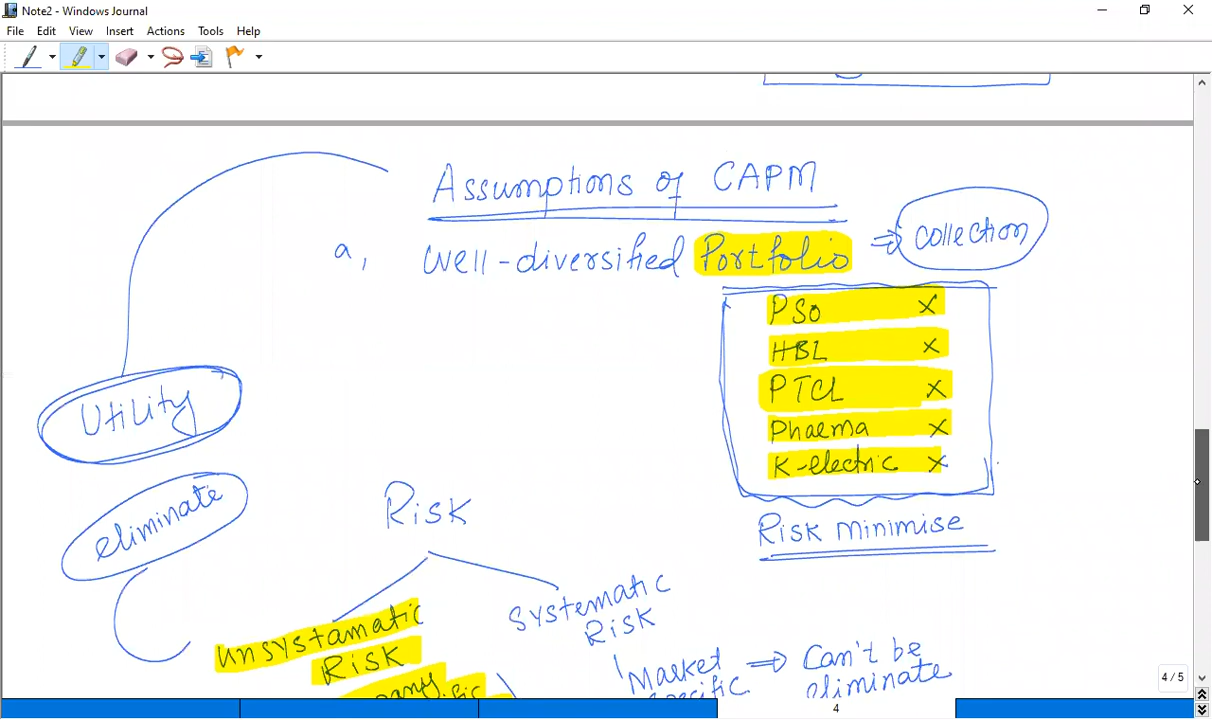 Note2 - Windows Journal
File Edit View Insert Actions Tools Help
Assumptions of CAPM
a, Well-diversified Portfolio ⇒ Collection
PSO X
HBL X
PTCL X
Pharma X
K-electric X
Risk Minimise
Utility
eliminate
Risk
Unsystamatic
Risk
Systematic
Risk
Market ⇒ Can't be
eliminate
4 / 5
4